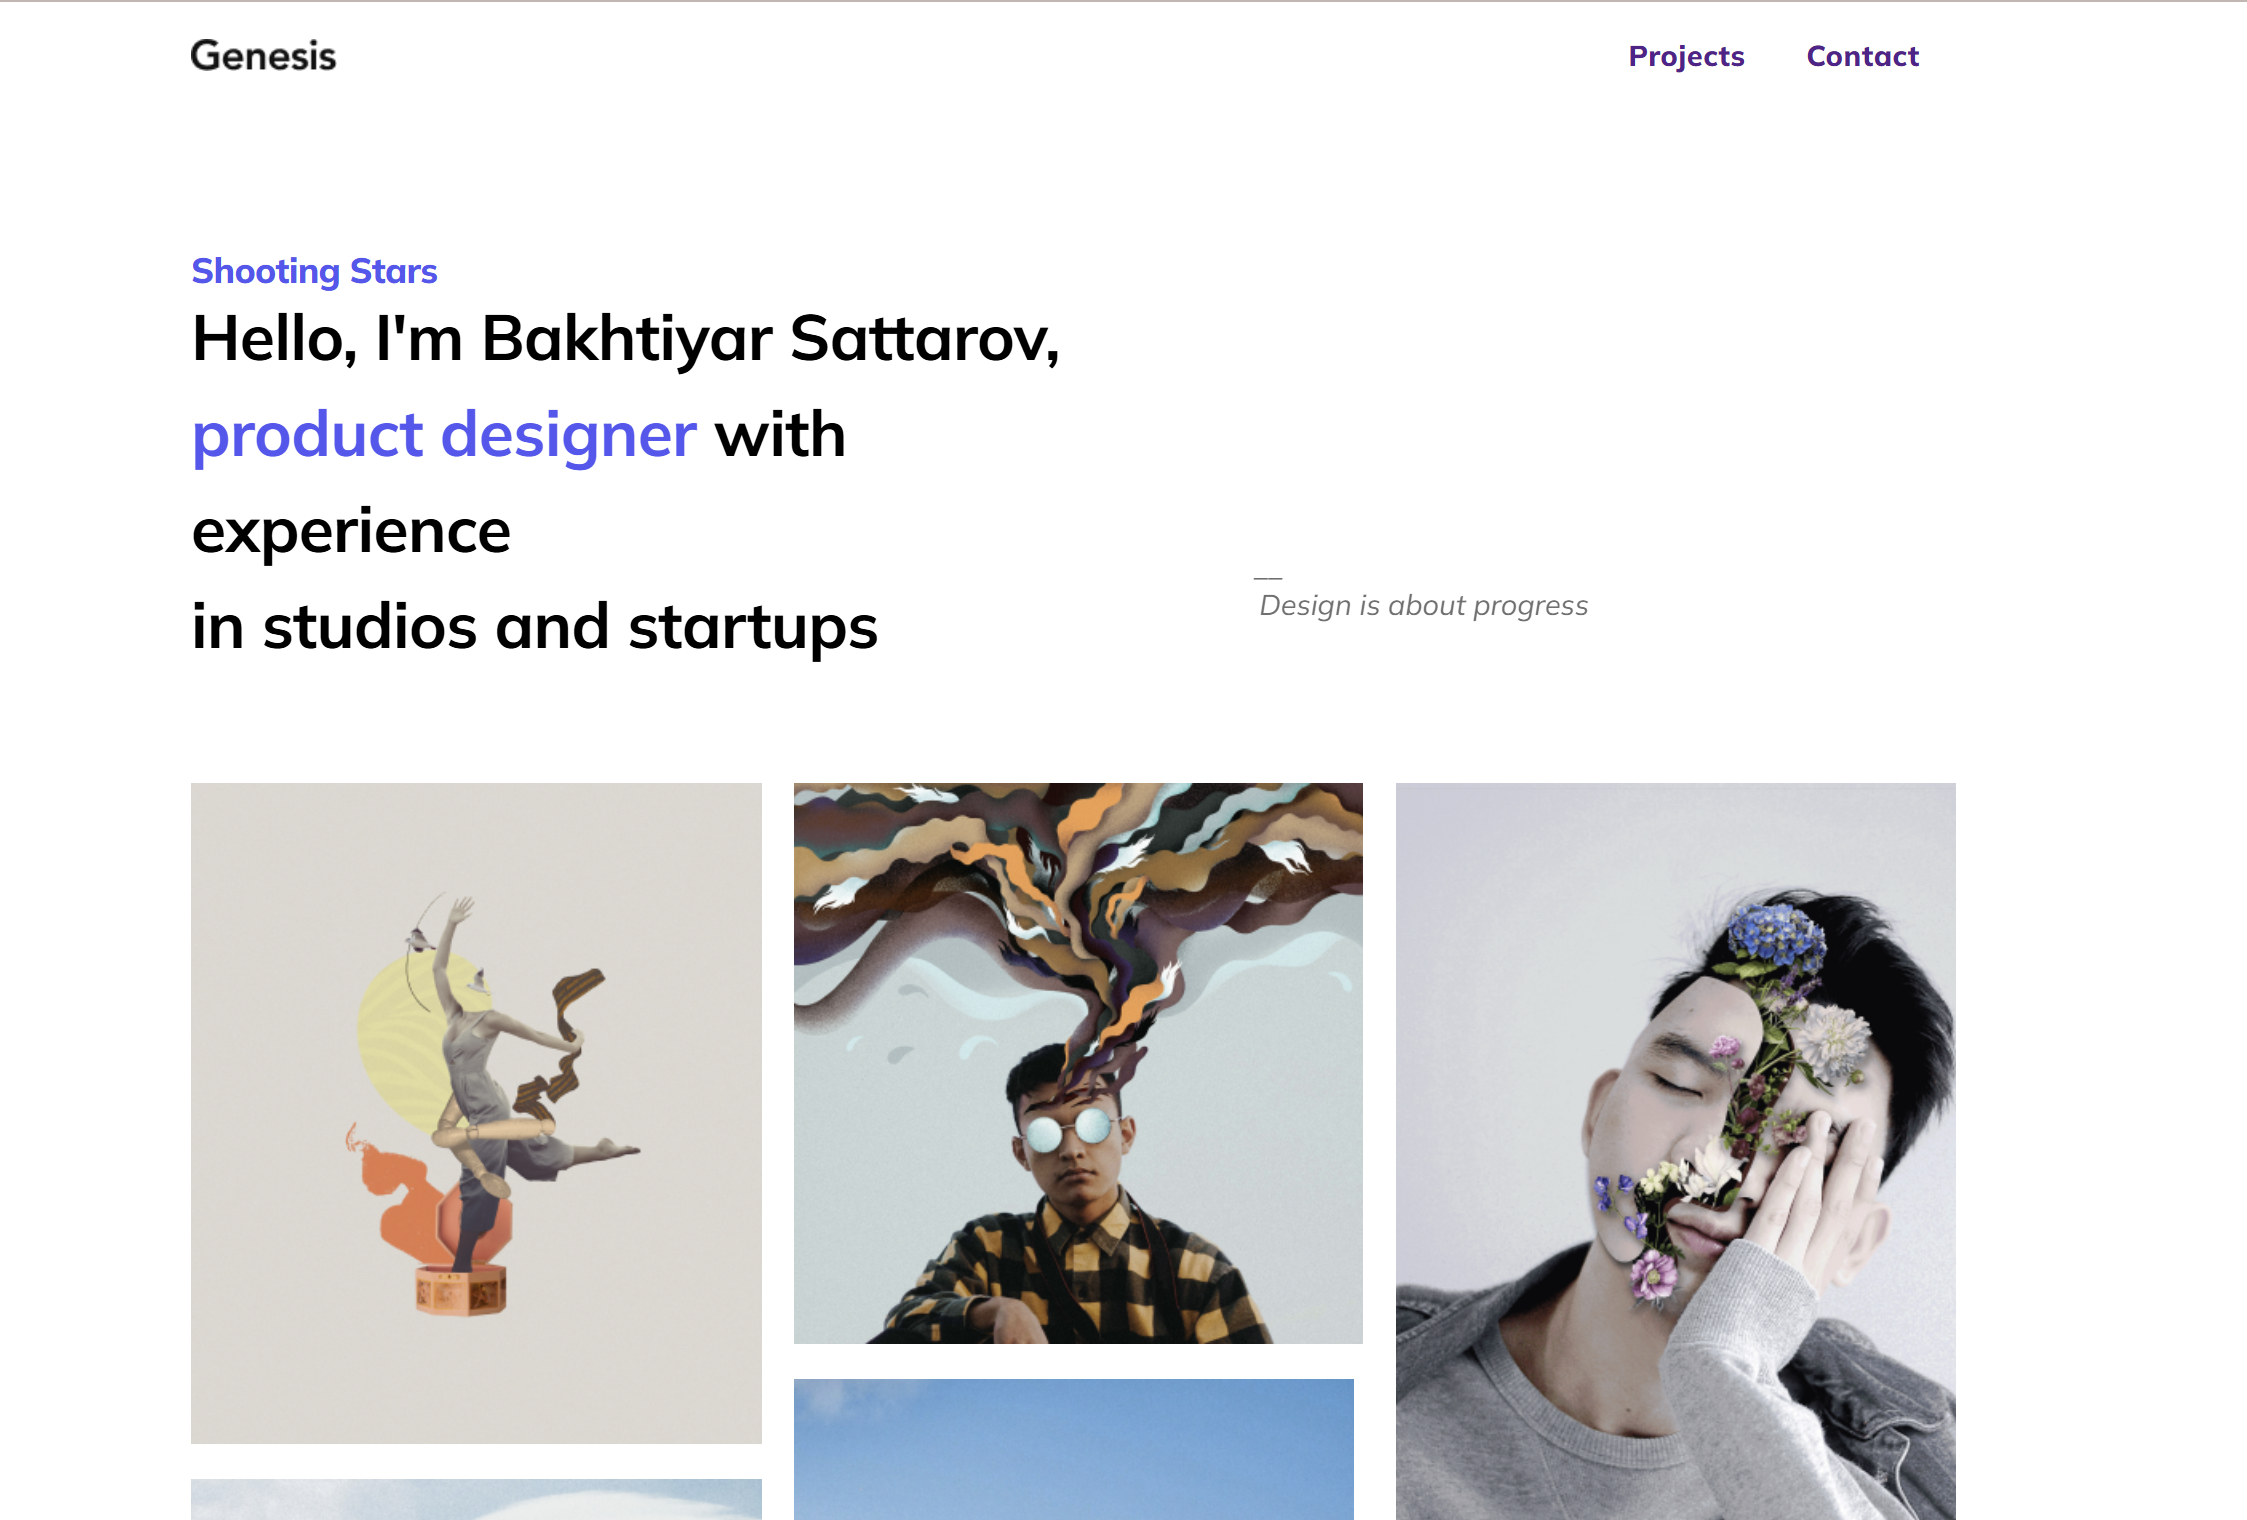 Genesis
Projects
Contact
Shooting Stars
Hello, I'm Bakhtiyar Sattarov,
product designer with
experience
in studios and startups
__
Design is about progress